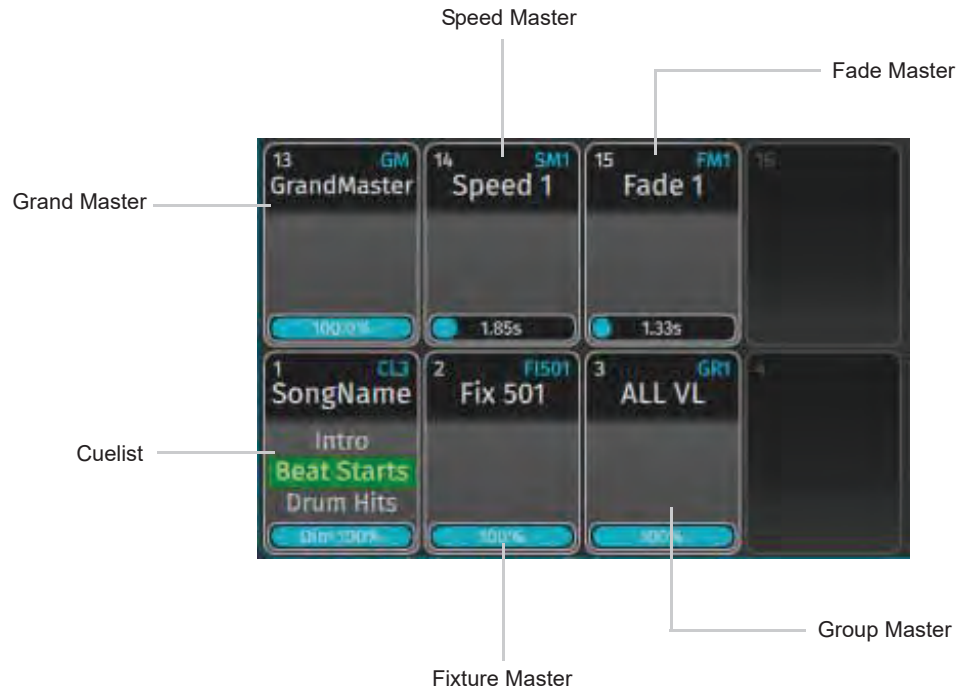 Speed Master
Fade Master
13 GM 14 SM1 15 FM1 16
GrandMaster Speed 1 Fade 1
Grand Master
100.0% 1.85s 1.33s
1 CL3 2 FI501 3 GR1 4
SongName Fix 501 ALL VL
Intro
Cuelist
Beat Starts
Drum Hits
Dim 100% 100% 100%
Group Master
Fixture Master